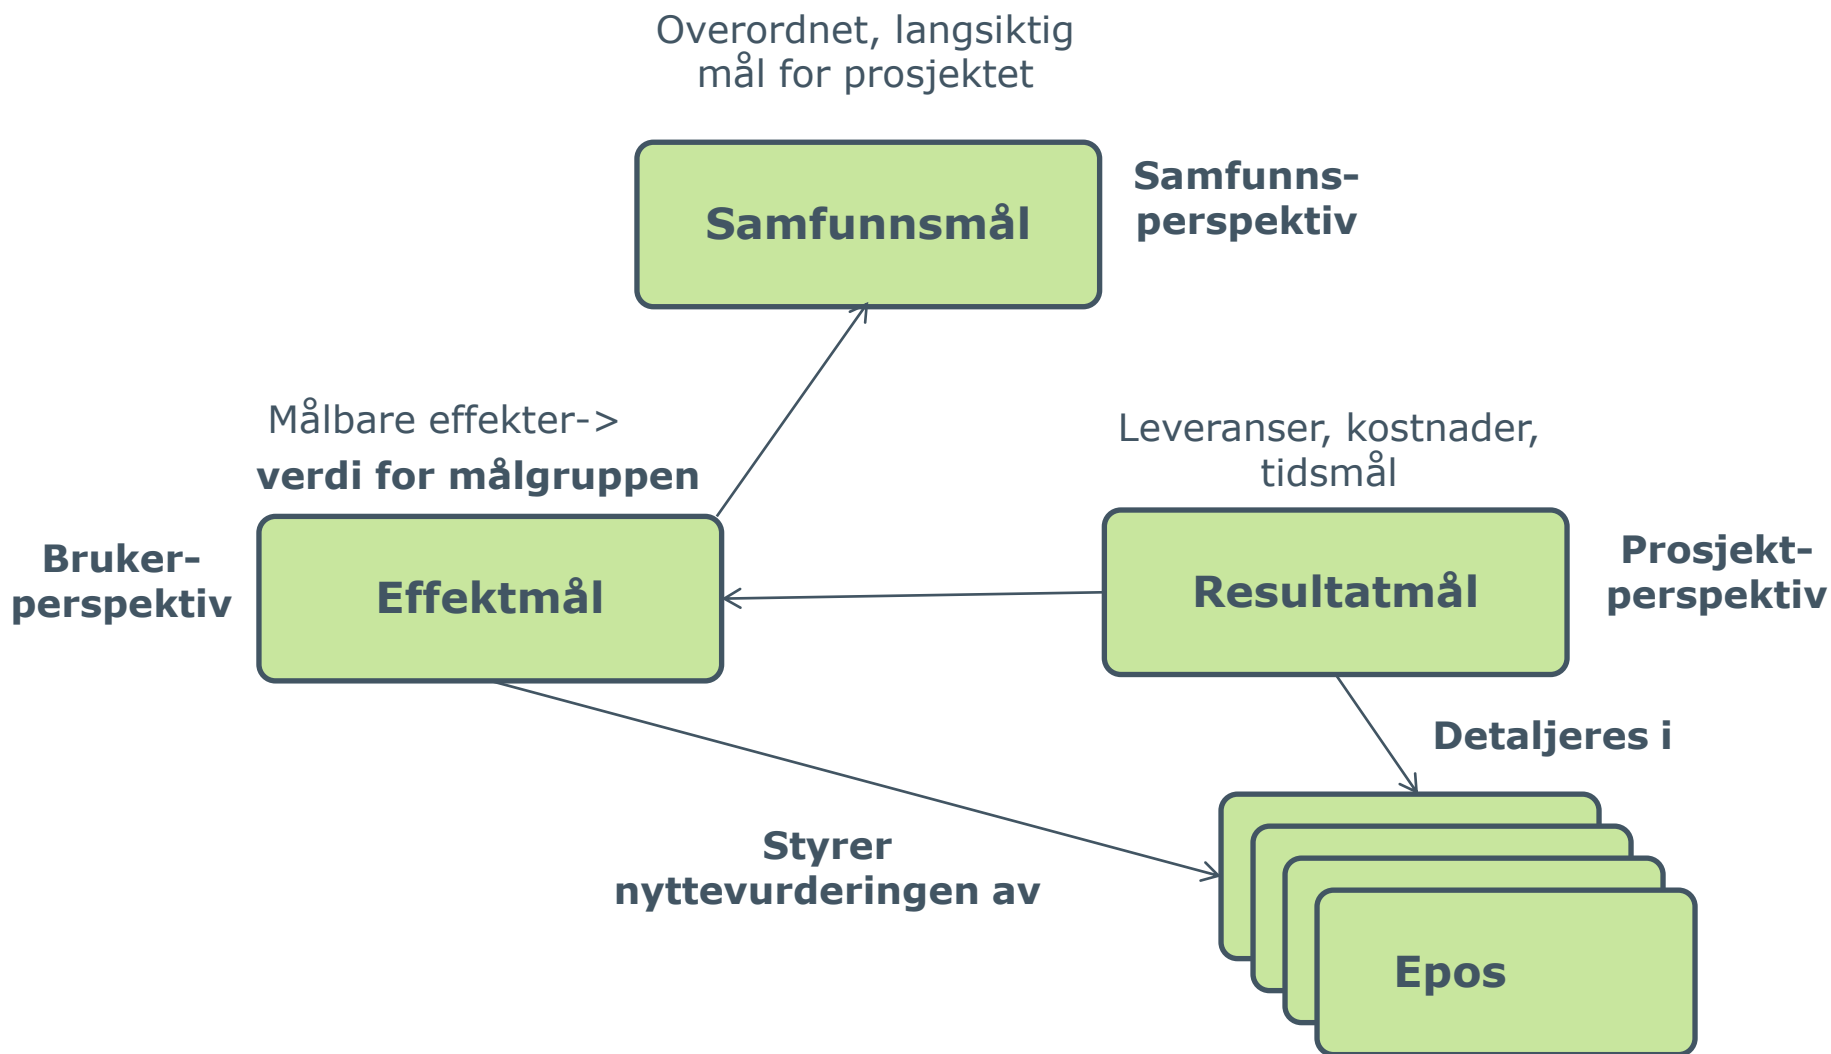 Overordnet, langsiktig
mål for prosjektet
Samfunnsmål
Samfunns-
perspektiv
Målbare effekter->
verdi for målgruppen
Leveranser, kostnader,
tidsmål
Bruker-
perspektiv
Effektmål
Resultatmål
Prosjekt-
perspektiv
Detaljeres i
Styrer
nyttevurderingen av
Epos